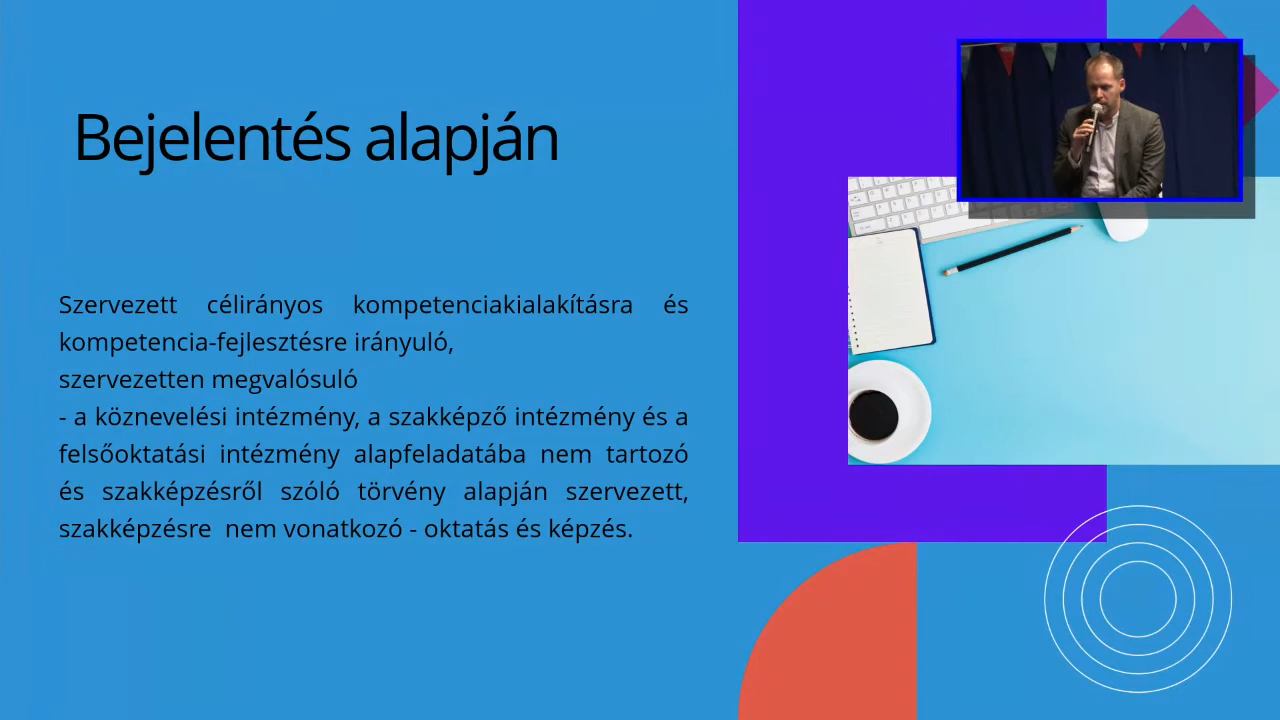 Bejelentés alapján
Szervezett célirányos kompetenciakialakításra és
kompetencia-fejlesztésre irányuló,
szervezetten megvalósuló
- a köznevelési intézmény, a szakképző intézmény és a
felsőoktatási intézmény alapfeladatába nem tartozó
és szakképzésről szóló törvény alapján szervezett,
szakképzésre  nem vonatkozó - oktatás és képzés.